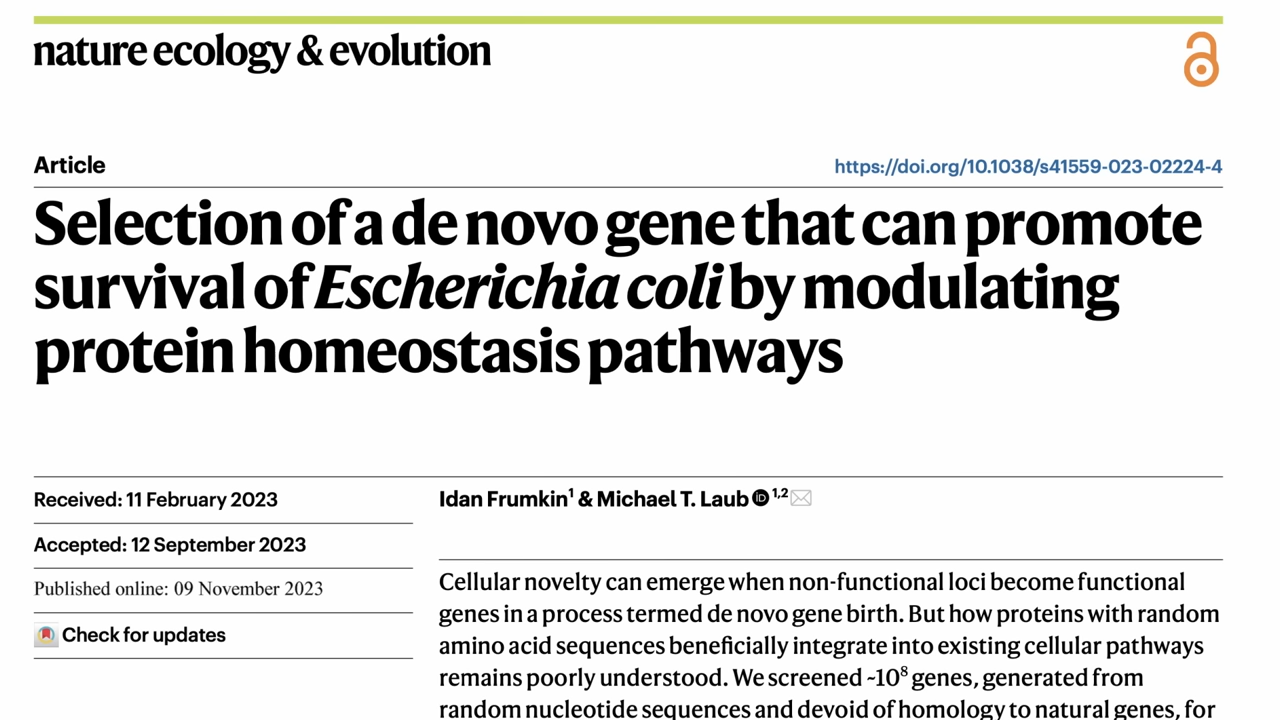 nature ecology & evolution
Article
https://doi.org/10.1038/s41559-023-02224-4
Selection of a de novo gene that can promote
survival of Escherichia coli by modulating
protein homeostasis pathways
Received: 11 February 2023
Accepted: 12 September 2023
Published online: 09 November 2023
Check for updates
Idan Frumkin¹ & Michael T. Laub iD ¹,²
Cellular novelty can emerge when non-functional loci become functional
genes in a process termed de novo gene birth. But how proteins with random
amino acid sequences beneficially integrate into existing cellular pathways
remains poorly understood. We screened ~10⁸ genes, generated from
random nucleotide sequences and devoid of homology to natural genes, for